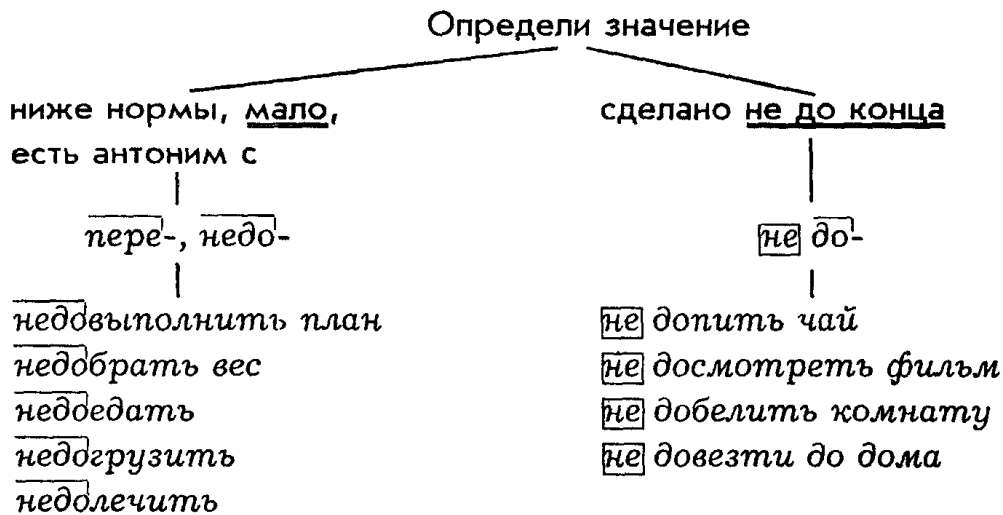 Определи значение
ниже нормы, мало,
есть антоним с
пере-, недо-
недовыполнить план
недобрать вес
недоедать
недогрузить
недолечить
сделано не до конца
не до-
не допить чай
не досмотреть фильм
не добелить комнату
не довезти до дома